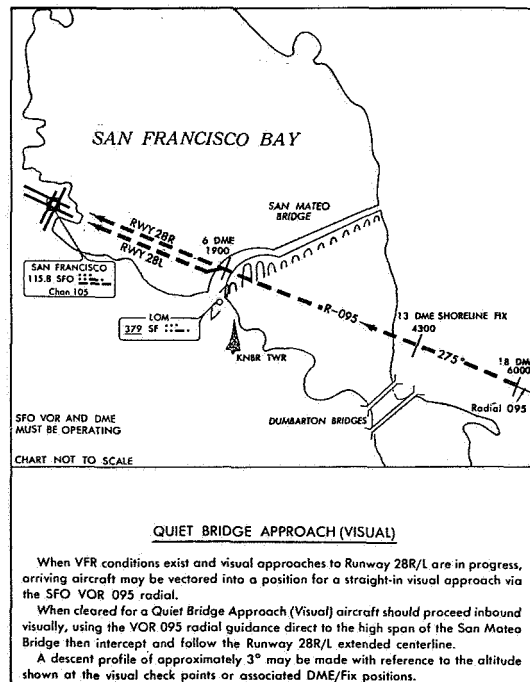 SAN FRANCISCO BAY
SAN MATEO
BRIDGE
RWY 28R
RWY 28L
6 DME
1900
SAN FRANCISCO
115.8 SFO
Chan 105
LOM
379 SF
KNBR TWR
R-095
13 DME SHORELINE FIX
4300
275°
18 DM
6000
Radial 095
DUMBARTON BRIDGES
SFO VOR AND DME
MUST BE OPERATING
CHART NOT TO SCALE
QUIET BRIDGE APPROACH (VISUAL)
When VFR conditions exist and visual approaches to Runway 28R/L are in progress,
arriving aircraft may be vectored into a position for a straight-in visual approach via
the SFO VOR 095 radial.
When cleared for a Quiet Bridge Approach (Visual) aircraft should proceed inbound
visually, using the VOR 095 radial guidance direct to the high span of the San Mateo
Bridge then intercept and follow the Runway 28R/L extended centerline.
A descent profile of approximately 3° may be made with reference to the altitude
shown at the visual check points or associated DME/Fix positions.